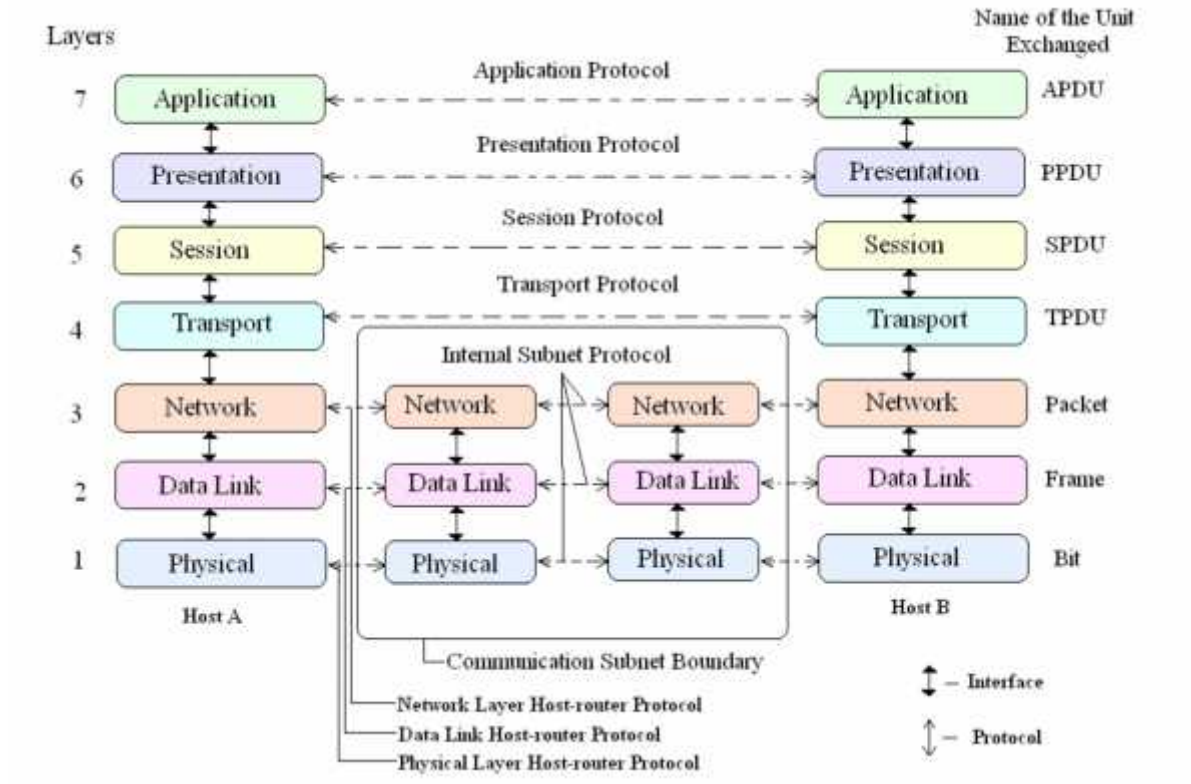 Layers
Name of the Unit
Exchanged
7
Application
Application Protocol
Application
APDU
6
Presentation
Presentation Protocol
Presentation
PPDU
5
Session
Session Protocol
Session
SPDU
4
Transport
Transport Protocol
Transport
TPDU
Internal Subnet Protocol
3
Network
Network
Network
Network
Packet
2
Data Link
Data Link
Data Link
Data Link
Frame
1
Physical
Physical
Physical
Physical
Bit
Host A
Host B
Communication Subnet Boundary
Network Layer Host-router Protocol
Data Link Host-router Protocol
Physical Layer Host-router Protocol
– Interface
– Protocol